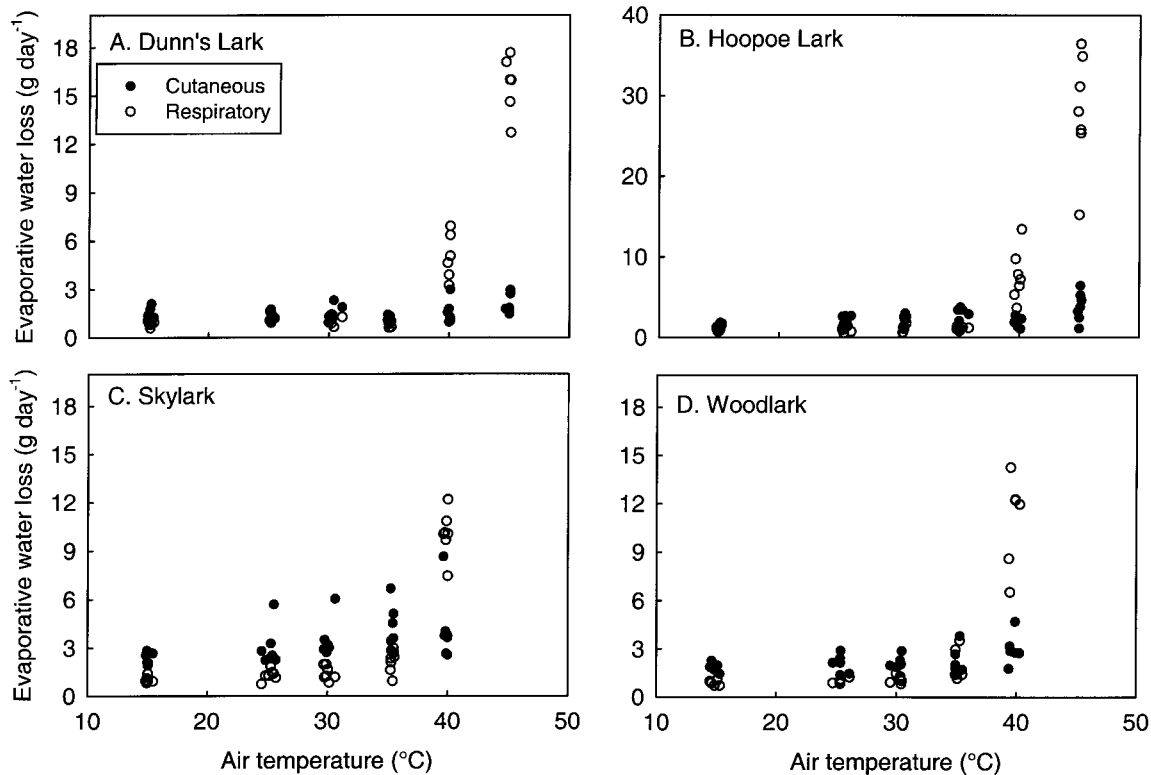 A. Dunn's Lark
Cutaneous
Respiratory
Evaporative water loss (g day⁻¹)
18
15
12
9
6
3
0
B. Hoopoe Lark
40
30
20
10
0
C. Skylark
Evaporative water loss (g day⁻¹)
18
15
12
9
6
3
0
10 20 30 40 50
Air temperature (°C)
D. Woodlark
18
15
12
9
6
3
0
10 20 30 40 50
Air temperature (°C)